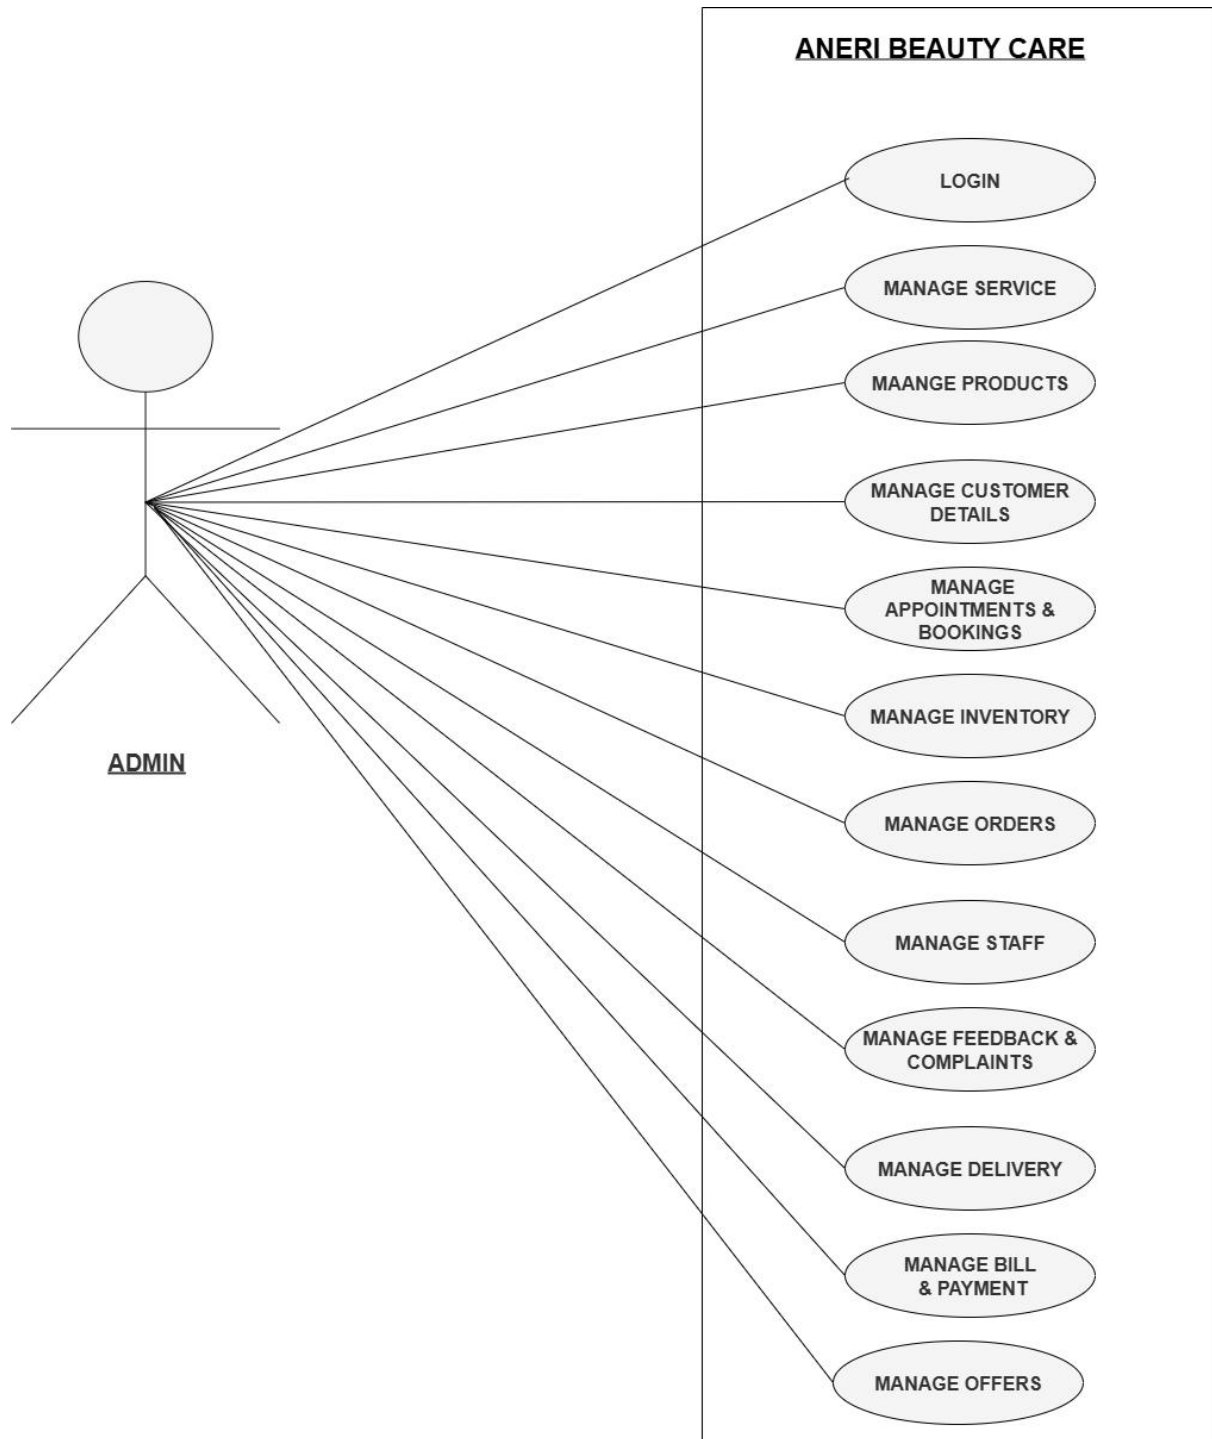 ANERI BEAUTY CARE
LOGIN
MANAGE SERVICE
MAANGE PRODUCTS
MANAGE CUSTOMER
DETAILS
MANAGE
APPOINTMENTS &
BOOKINGS
MANAGE INVENTORY
ADMIN
MANAGE ORDERS
MANAGE STAFF
MANAGE FEEDBACK &
COMPLAINTS
MANAGE DELIVERY
MANAGE BILL
& PAYMENT
MANAGE OFFERS